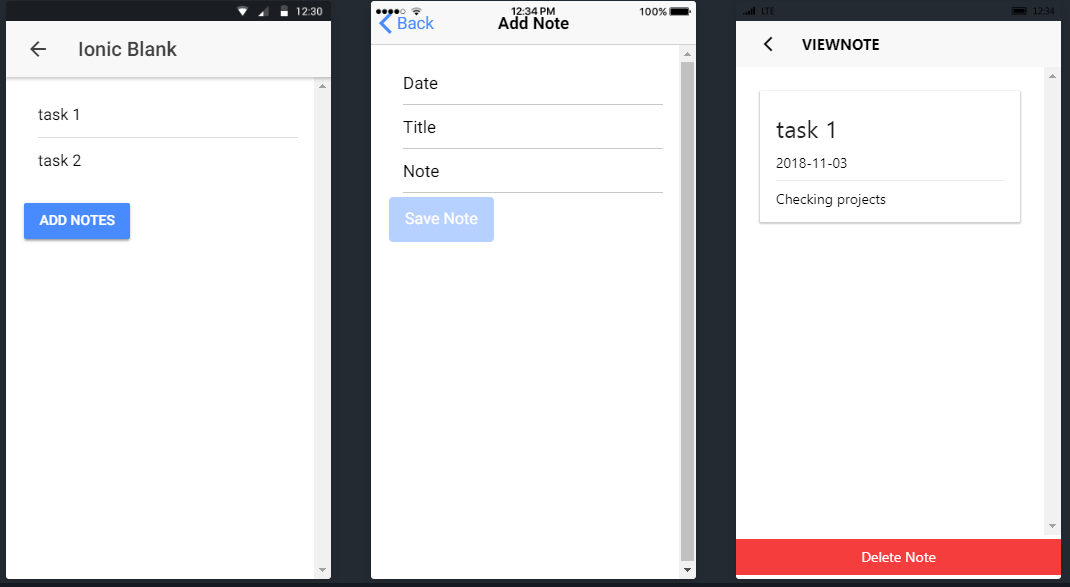 12:30
Ionic Blank
task 1
task 2
ADD NOTES
12:34 PM
100%
Back
Add Note
Date
Title
Note
Save Note
LTE
12:34
VIEWNOTE
task 1
2018-11-03
Checking projects
Delete Note